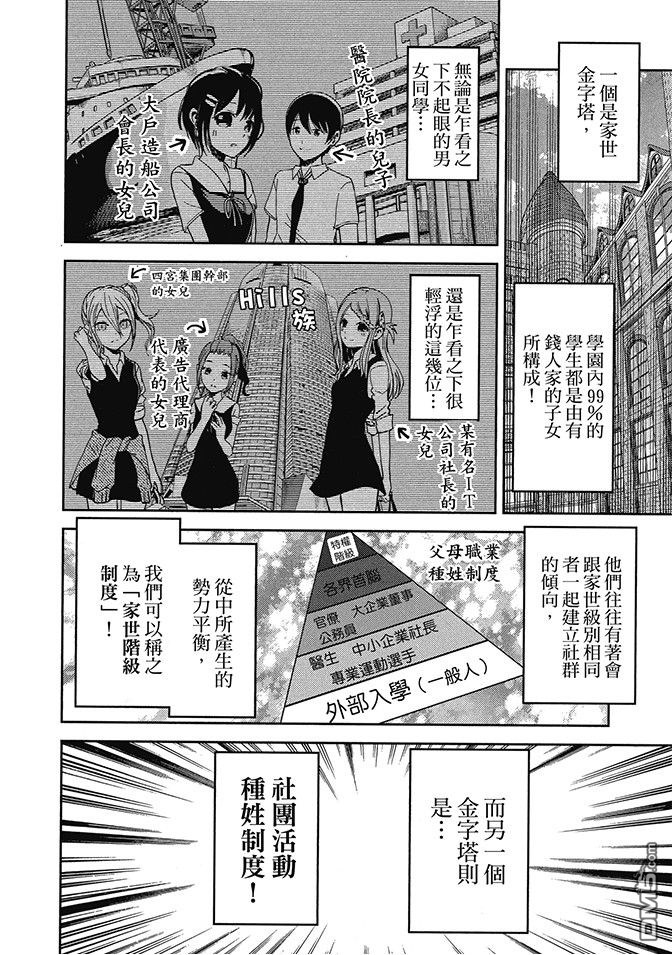 一個是家世
金字塔，
學園內99%的
學生都是由有
錢人家的子女
所構成！
無論是乍看之
下不起眼的男
女同學…
醫院院長的兒子
大戶造船公司
會長的女兒
還是乍看之下很
輕浮的這幾位…
某有名IT
公司社長的
女兒
Hills
族
廣告代理商
代表的女兒
四宮集團幹部
的女兒
他們往往有著會
跟家世級別相同
者一起建立社群
的傾向，
父母職業
種姓制度
特權
階級
各界首腦
官僚 大企業董事
公務員
醫生 中小企業社長
專業運動選手
外部入學（一般人）
從中所產生的
勢力平衡，
我們可以稱之
為「家世階級
制度」！
而另一個
金字塔則
是…
社團活動
種姓制度！
DM5.com